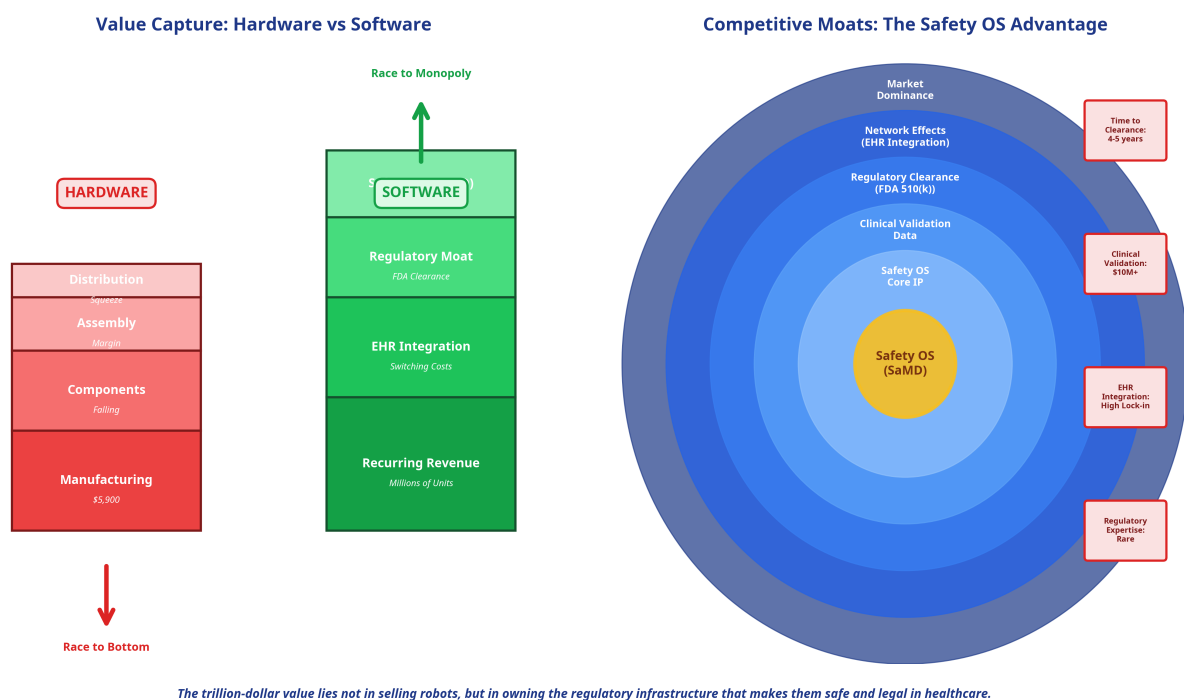 Value Capture: Hardware vs Software
Race to Monopoly
HARDWARE
SOFTWARE
Distribution
Squeeze
Assembly
Margin
Components
Falling
Manufacturing
$5,900
Race to Bottom
Regulatory Moat
FDA Clearance
EHR Integration
Switching Costs
Recurring Revenue
Millions of Units
Competitive Moats: The Safety OS Advantage
Market
Dominance
Network Effects
(EHR Integration)
Regulatory Clearance
(FDA 510(k))
Clinical Validation
Data
Safety OS
Core IP
Safety OS
(SaMD)
Time to
Clearance:
4-5 years
Clinical
Validation:
$10M+
EHR
Integration:
High Lock-in
Regulatory
Expertise:
Rare
The trillion-dollar value lies not in selling robots, but in owning the regulatory infrastructure that makes them safe and legal in healthcare.